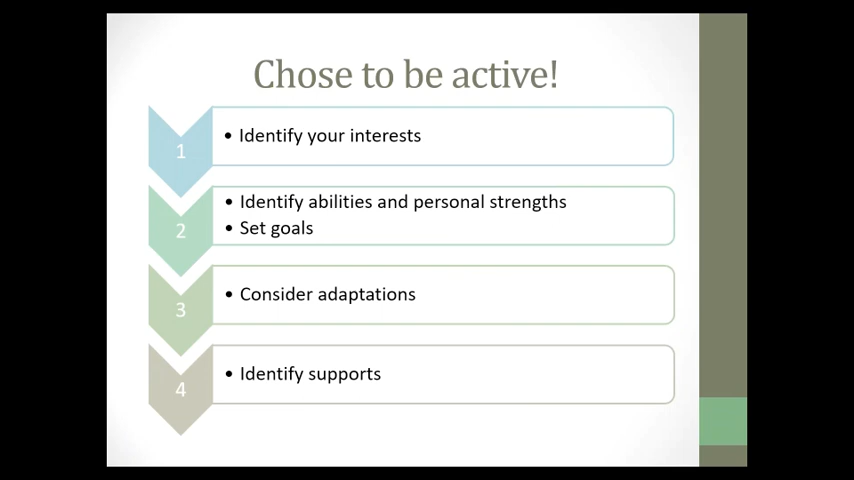 Chose to be active!
1
• Identify your interests
2
• Identify abilities and personal strengths
• Set goals
3
• Consider adaptations
4
• Identify supports